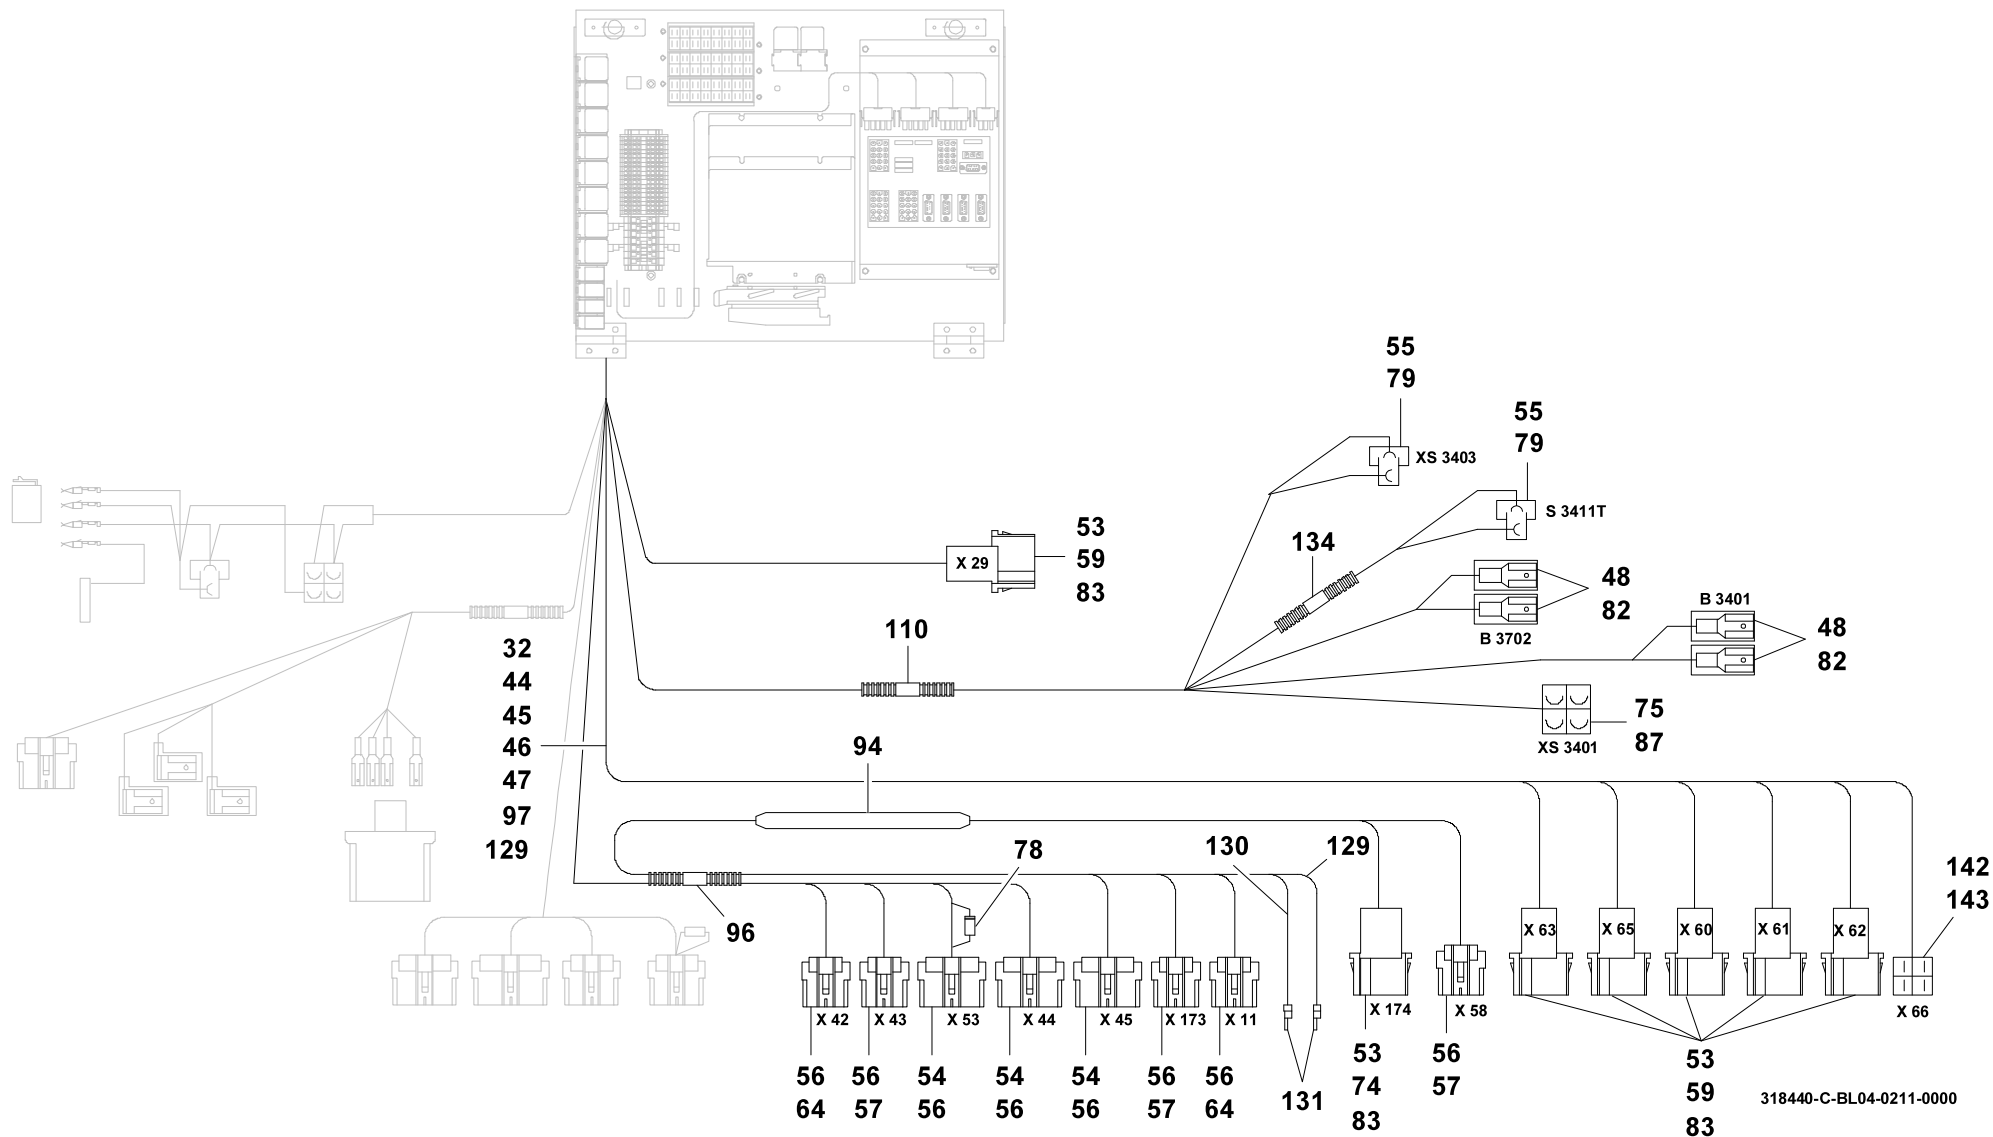 55
79
XS 3403
55
79
S 3411T
53
59
83
X 29
134
48
82
B 3702
B 3401
48
82
110
75
87
XS 3401
32
44
45
46
47
97
129
94
78
130
129
96
142
143
X 63
X 65
X 60
X 61
X 62
X 66
X 42
X 43
X 53
X 44
X 45
X 173
X 11
X 174
X 58
56
64
56
57
54
56
54
56
54
56
56
57
56
64
131
53
74
83
56
57
53
59
83
318440-C-BL04-0211-0000